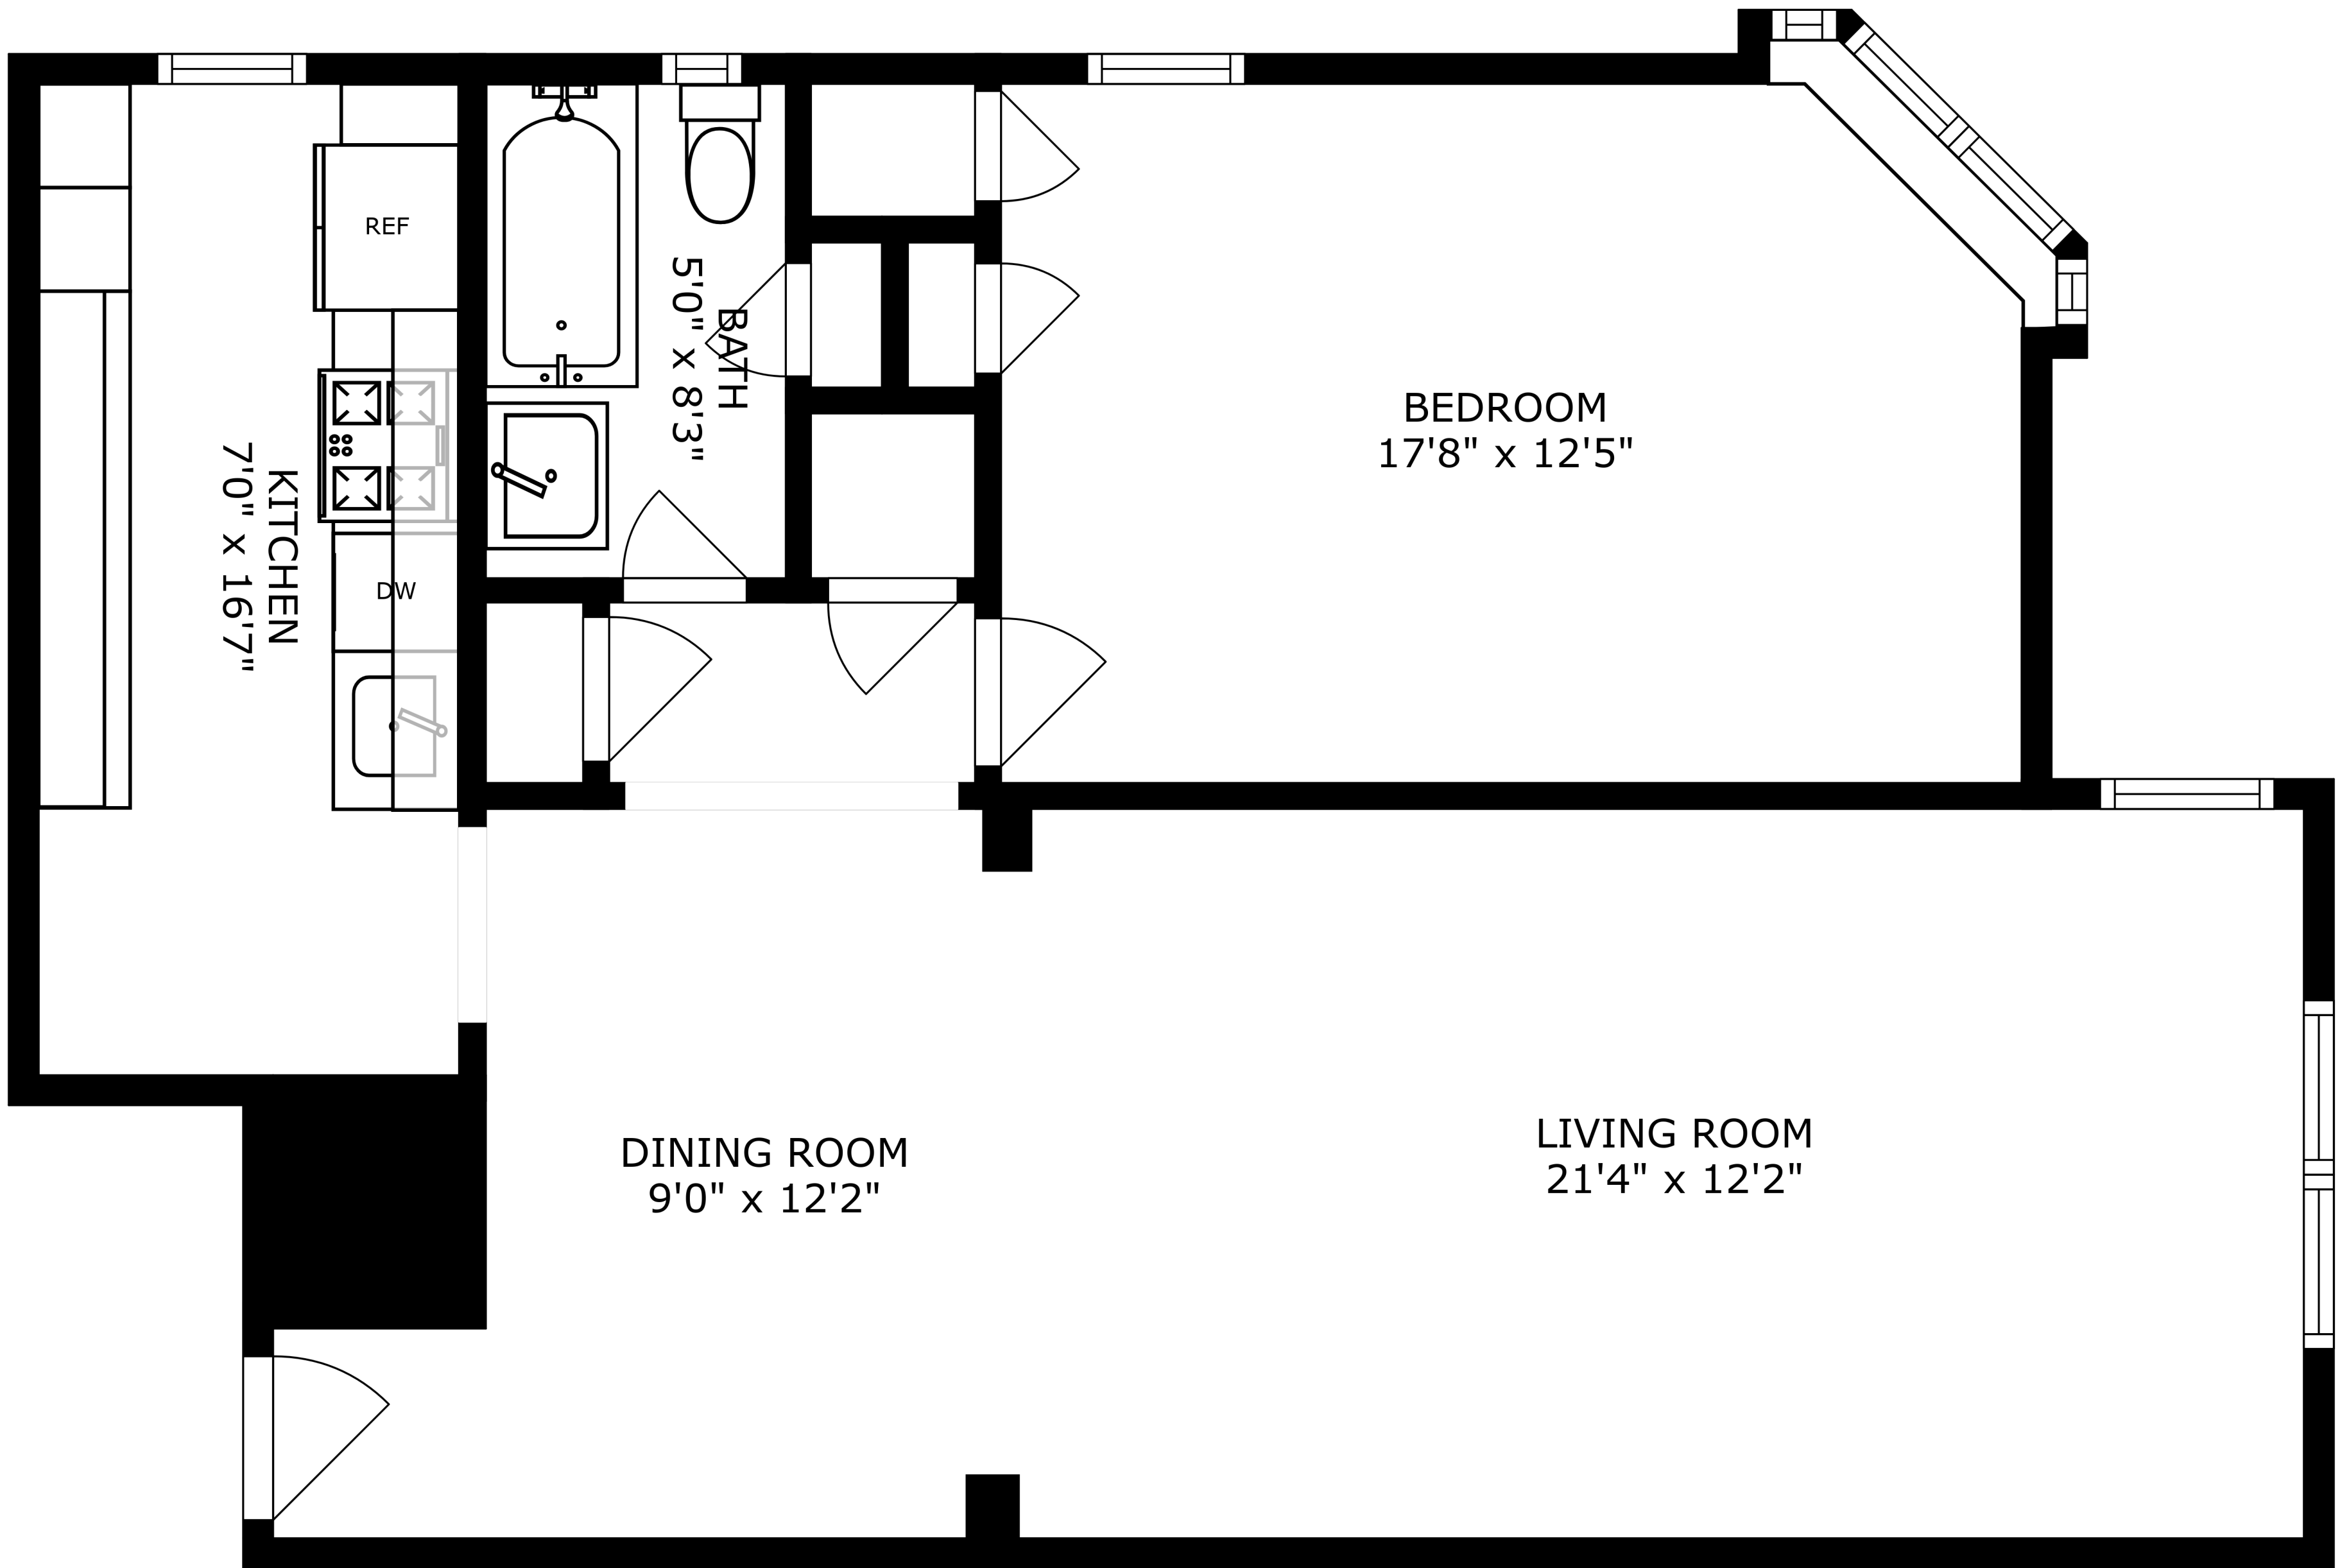 REF
BATH
5'0" x 8'3"
BEDROOM
17'8" x 12'5"
KITCHEN
7'0" x 16'7"
DW
DINING ROOM
9'0" x 12'2"
LIVING ROOM
21'4" x 12'2"